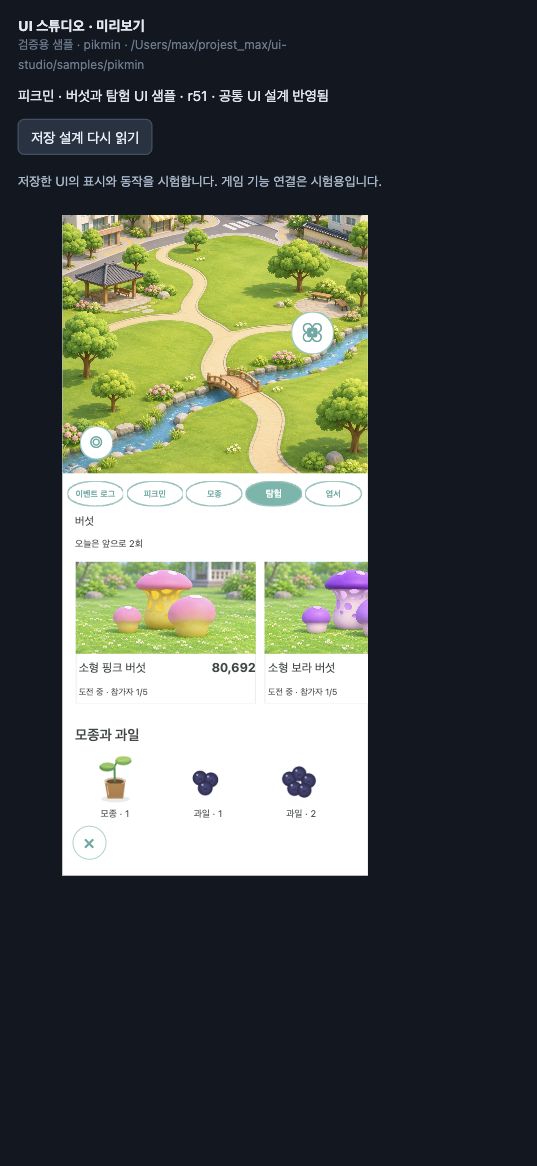 UI 스튜디오 · 미리보기
검증용 샘플 · pikmin · /Users/max/projest_max/ui-
studio/samples/pikmin
피크민 · 버섯과 탐험 UI 샘플 · r51 · 공통 UI 설계 반영됨
저장 설계 다시 읽기
저장한 UI의 표시와 동작을 시험합니다. 게임 기능 연결은 시험용입니다.
이벤트 로그 피크민 모종 탐험 엽서
버섯
오늘은 앞으로 2회
소형 핑크 버섯 80,692 소형 보라 버섯
도전 중 · 참가자 1/5 도전 중 · 참가자 1/5
모종과 과일
모종 · 1 과일 · 1 과일 · 2